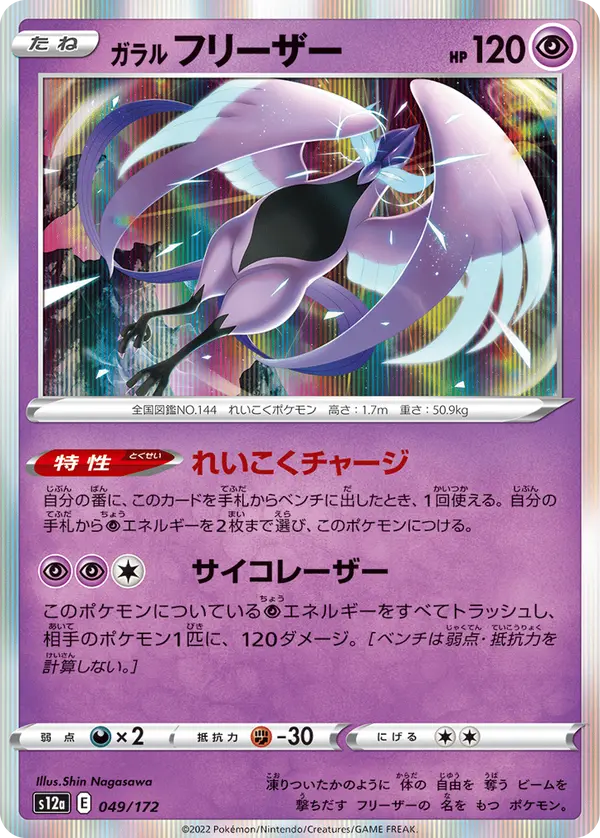 たね ガラル フリーザー HP 120
全国図鑑NO.144 れいこくポケモン 高さ：1.7m 重さ：50.9kg
特性 とくせい れいこくチャージ
自分の番に、このカードを手札からベンチに出したとき、1回使える。自分の
手札からエネルギーを2枚まで選び、このポケモンにつける。
サイコレーザー
このポケモンについているエネルギーをすべてトラッシュし、
相手のポケモン1匹に、120ダメージ。[ベンチは弱点・抵抗力を
計算しない。]
弱点 ×2 抵抗力 -30 にげる
Illus.Shin Nagasawa
凍りついたかのように 体の 自由を 奪う ビームを
s12a E 049/172
撃ちだす フリーザーの 名を もつ ポケモン。
©2022 Pokémon/Nintendo/Creatures/GAME FREAK.